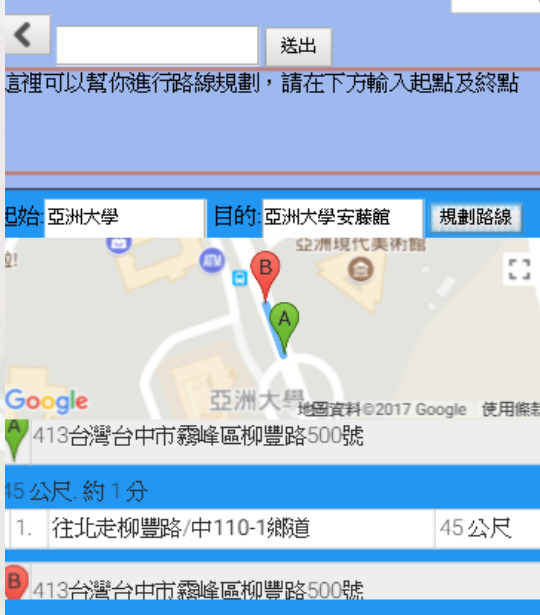 送出
這裡可以幫你進行路線規劃，請在下方輸入起點及終點
起始:亞洲大學 目的:亞洲大學安藤館 規劃路線
亞洲現代美術館
ATM
B
A
亞洲大學
Google 地圖資料©2017 Google 使用條款
A 413台灣台中市霧峰區柳豐路500號
45 公尺. 約 1 分
1. 往北走柳豐路/中110-1鄉道 45 公尺
B 413台灣台中市霧峰區柳豐路500號